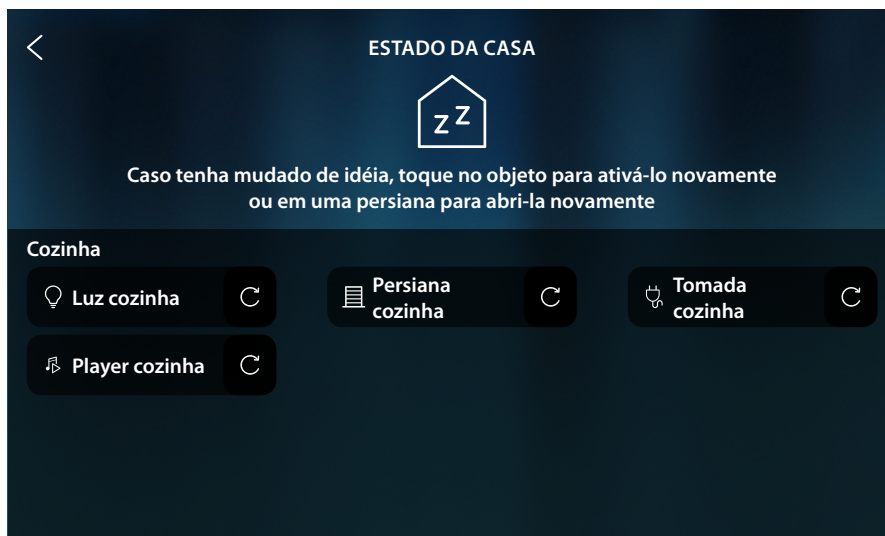 ESTADO DA CASA
z Z
Caso tenha mudado de idéia, toque no objeto para ativá-lo novamente
ou em uma persiana para abri-la novamente
Cozinha
Luz cozinha
Persiana
cozinha
Tomada
cozinha
Player cozinha